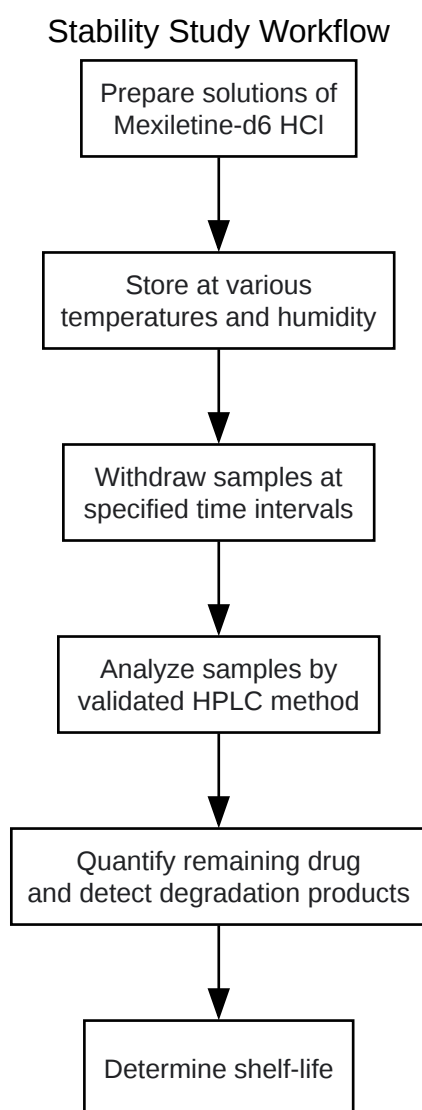 Stability Study Workflow
Prepare solutions of
Mexiletine-d6 HCl
Store at various
temperatures and humidity
Withdraw samples at
specified time intervals
Analyze samples by
validated HPLC method
Quantify remaining drug
and detect degradation products
Determine shelf-life